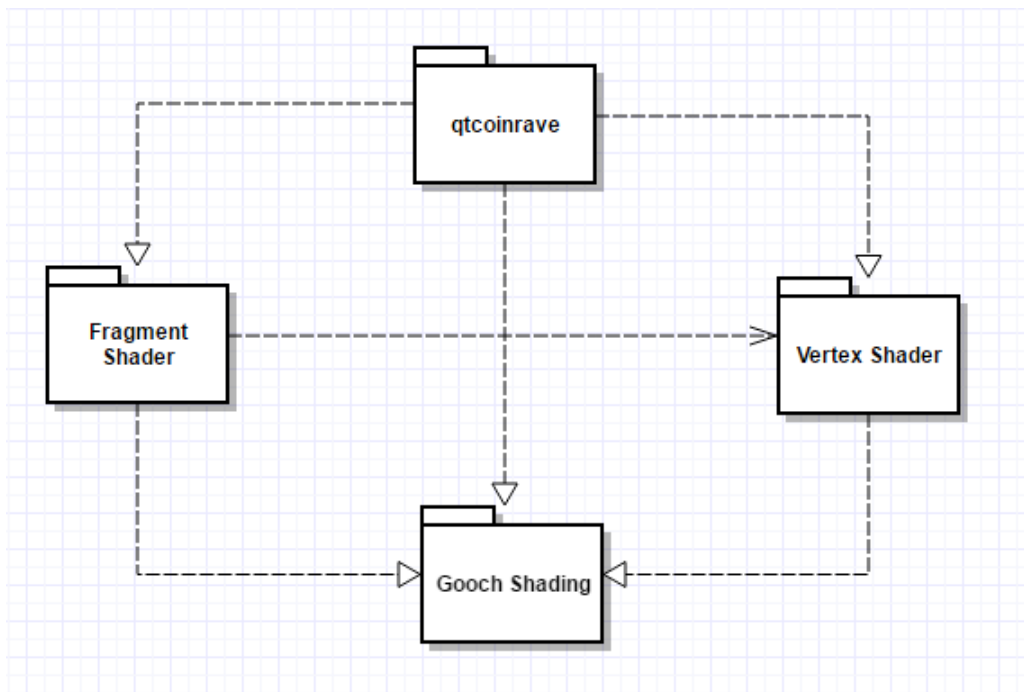 qtcoinrave
Fragment
Shader
Vertex Shader
Gooch Shading